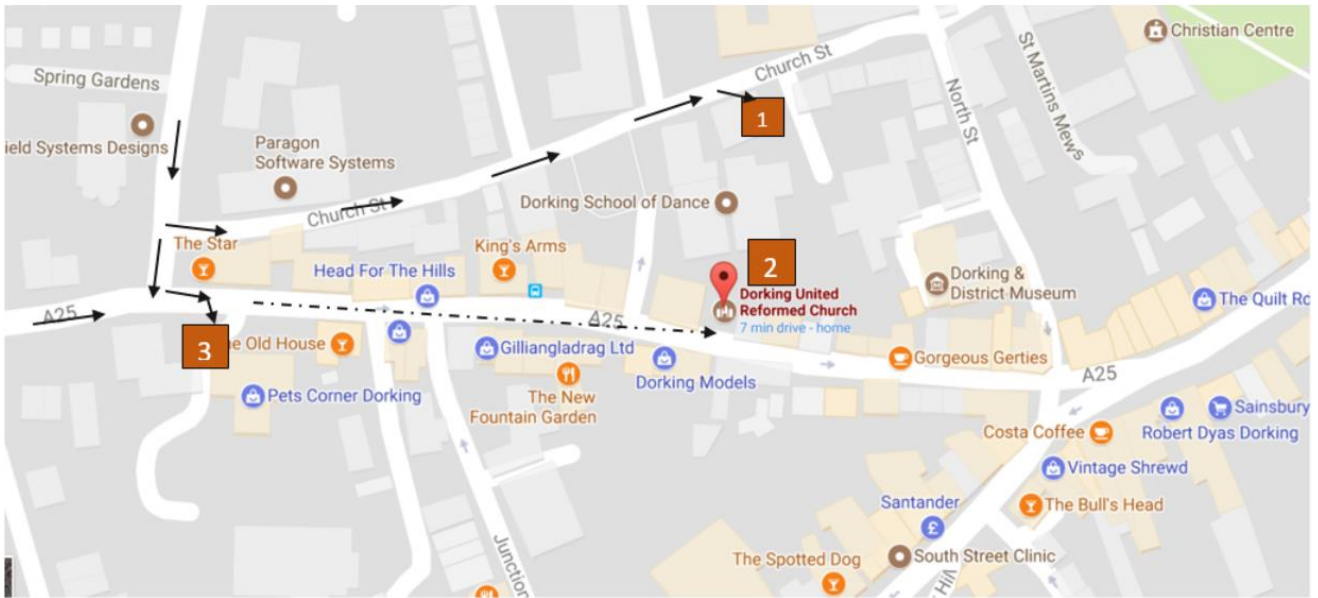 Christian Centre
Church St
St Martins Mews
Spring Gardens
1
North St
ield Systems Designs
Paragon
Software Systems
Dorking School of Dance
Church St
The Star
King's Arms
2
Head For The Hills
Dorking &
District Museum
Dorking United
Reformed Church
7 min drive - home
The Quilt Ro
A25
A25
3
e Old House
Gilliangladrag Ltd
Gorgeous Gerties
Dorking Models
A25
Pets Corner Dorking
The New
Fountain Garden
Sainsbury
Costa Coffee
Robert Dyas Dorking
Vintage Shrewd
Santander
£
The Bull's Head
Junction
South Street Clinic
The Spotted Dog
Vi H